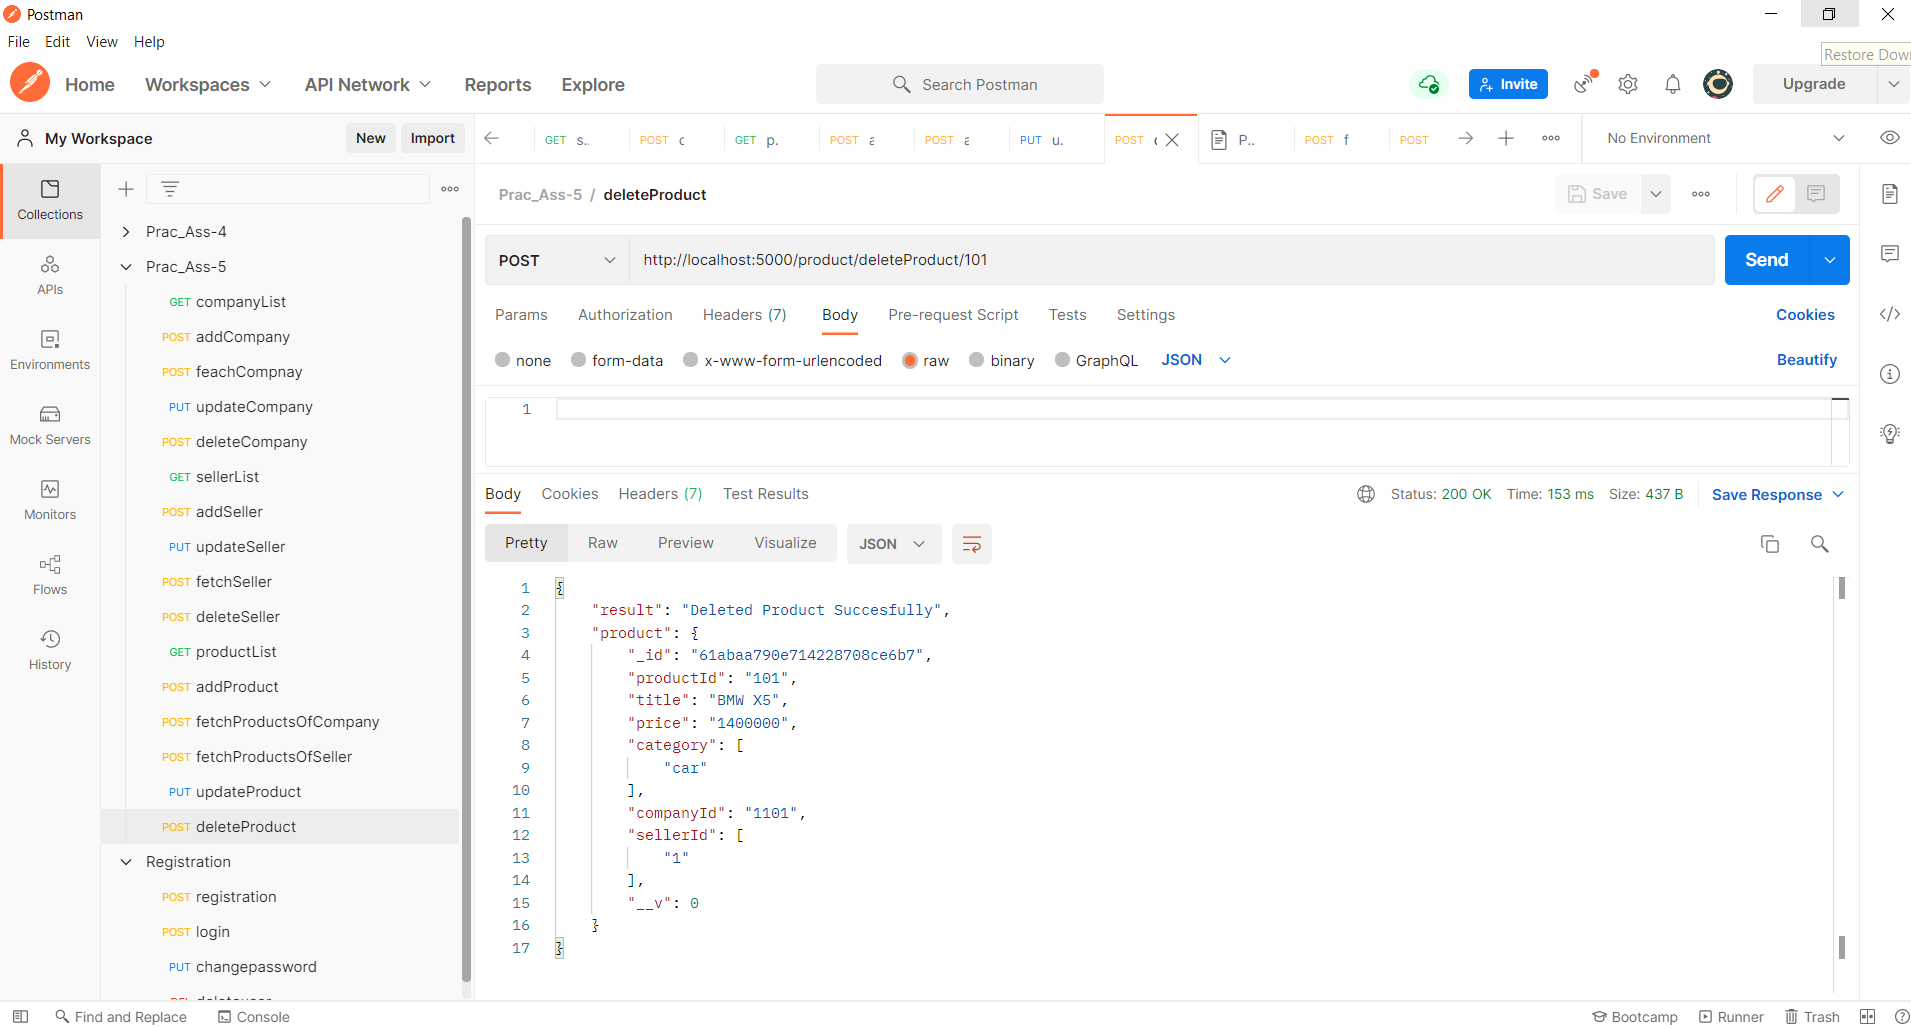 Postman
File Edit View Help
Restore Dow
Home Workspaces API Network Reports Explore Search Postman Invite Upgrade
My Workspace New Import
GET s.. POST c GET p. POST a POST a PUT u. POST P.. POST f POST No Environment
Collections
APIs
Environments
Mock Servers
Monitors
Flows
History
Prac_Ass-4
Prac_Ass-5
GET companyList
POST addCompany
POST feachCompnay
PUT updateCompany
POST deleteCompany
GET sellerList
POST addSeller
PUT updateSeller
POST fetchSeller
POST deleteSeller
GET productList
POST addProduct
POST fetchProductsOfCompany
POST fetchProductsOfSeller
PUT updateProduct
POST deleteProduct
Registration
POST registration
POST login
PUT changepassword
Prac_Ass-5 / deleteProduct Save
POST http://localhost:5000/product/deleteProduct/101 Send
Params Authorization Headers (7) Body Pre-request Script Tests Settings Cookies
none form-data x-www-form-urlencoded raw binary GraphQL JSON Beautify
1
Body Cookies Headers (7) Test Results Status: 200 OK Time: 153 ms Size: 437 B Save Response
Pretty Raw Preview Visualize JSON
1 {
2 "result": "Deleted Product Succesfully",
3 "product": {
4 "_id": "61abaa790e714228708ce6b7",
5 "productId": "101",
6 "title": "BMW X5",
7 "price": "1400000",
8 "category": [
9 "car"
10 ],
11 "companyId": "1101",
12 "sellerId": [
13 "1"
14 ],
15 "__v": 0
16 }
17 }
Find and Replace Console Bootcamp Runner Trash